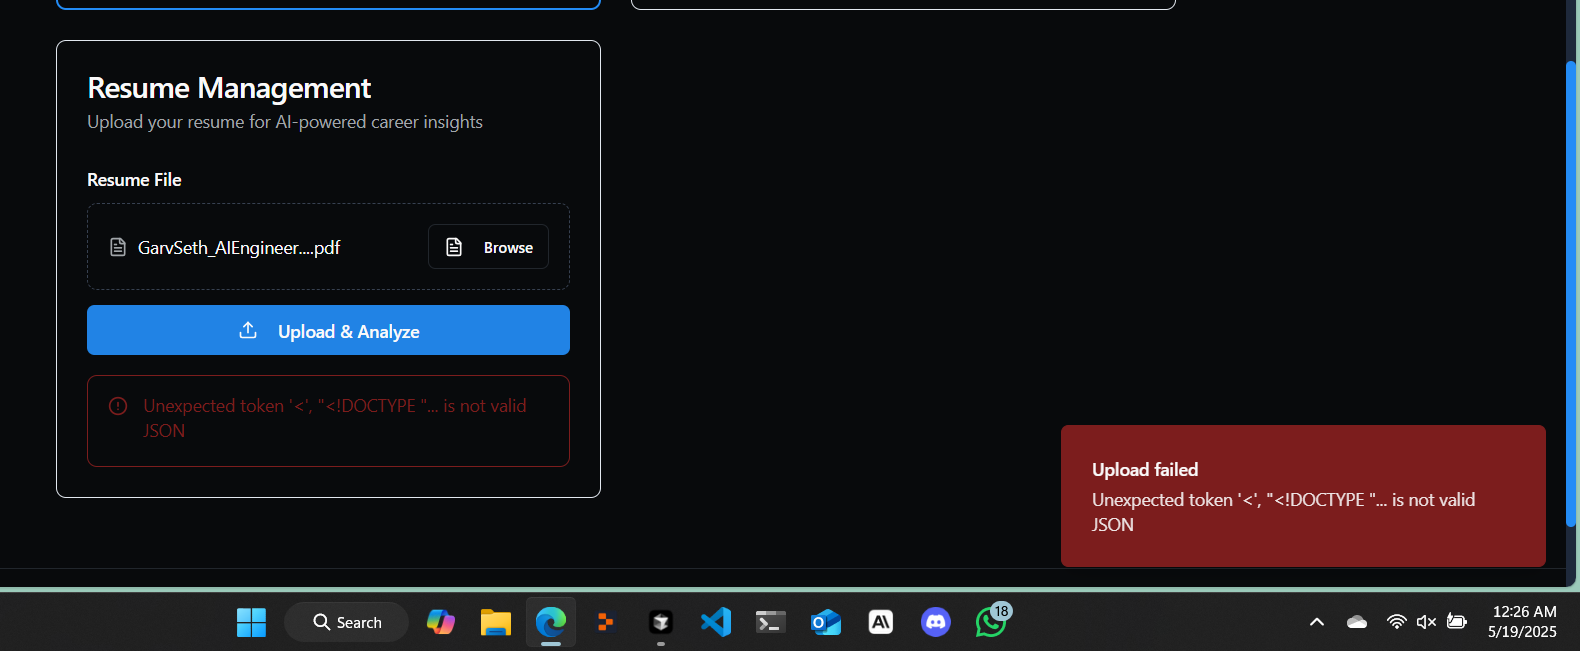 Resume Management
Upload your resume for AI-powered career insights
Resume File
GarvSeth_AIEngineer....pdf
Browse
Upload & Analyze
Unexpected token '<', "<!DOCTYPE "... is not valid
JSON
Upload failed
Unexpected token '<', "<!DOCTYPE "... is not valid
JSON
Search
18
12:26 AM
5/19/2025